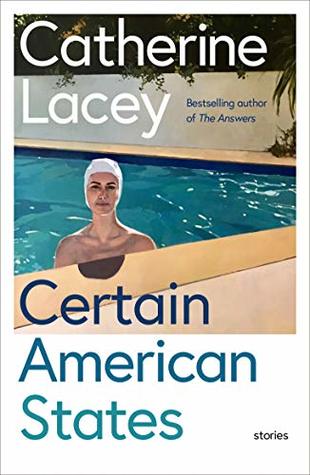 Catherine
Lacey
Bestselling author
of The Answers
Certain
American
States
stories